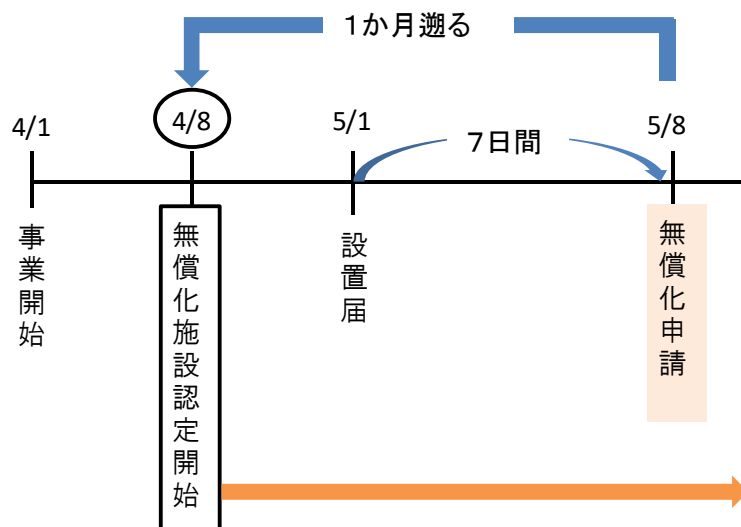 1か月遡る
4/1
4/8
5/1
7日間
5/8
事業開始
無償化施設認定開始
設置届
無償化申請